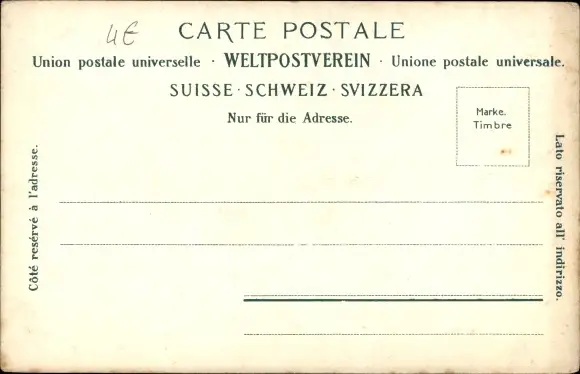 4€
CARTE POSTALE
Union postale universelle · WELTPOSTVEREIN · Unione postale universale.
SUISSE · SCHWEIZ · SVIZZERA
Nur für die Adresse.
Marke.
Timbre
Côté resérvé à l'adresse.
Lato riservato all' indirizzo.